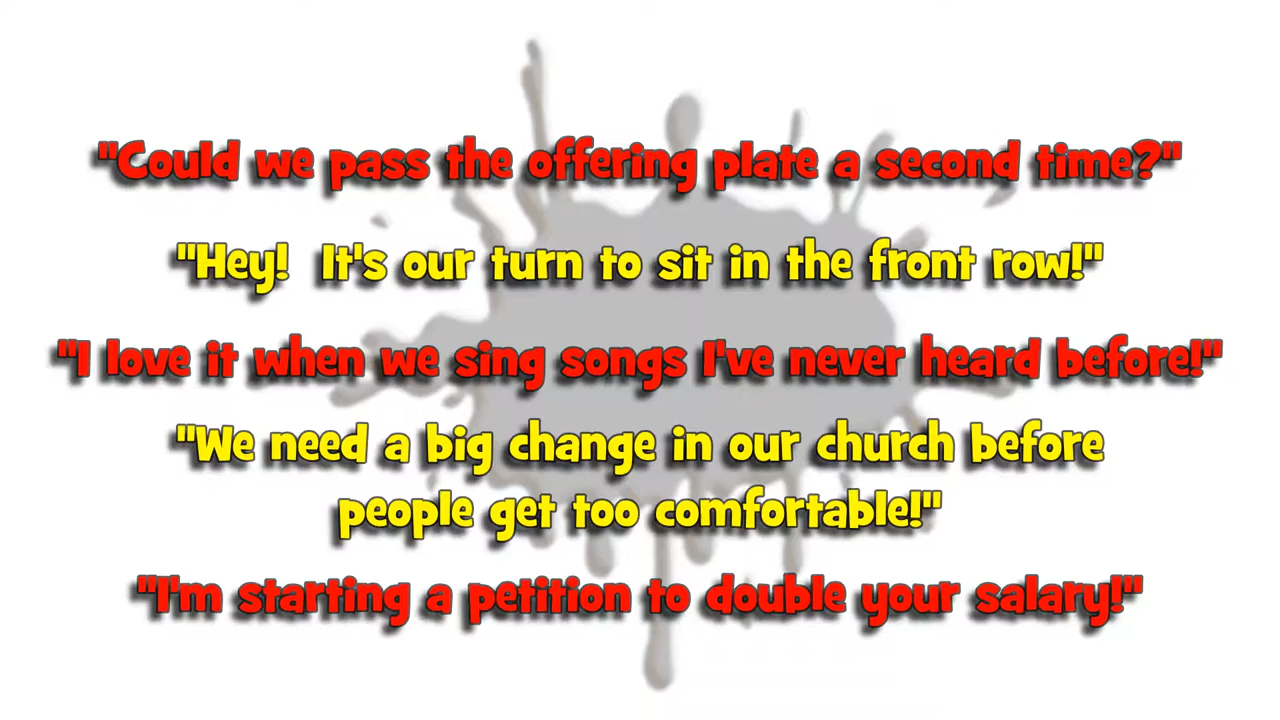 "Could we pass the offering plate a second time?"
"Hey!  It's our turn to sit in the front row!"
"I love it when we sing songs I've never heard before!"
"We need a big change in our church before
people get too comfortable!"
"I'm starting a petition to double your salary!"